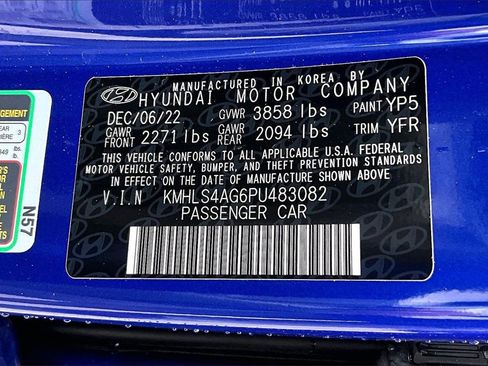 MANUFACTURED IN KOREA BY
HYUNDAI MOTOR COMPANY
DEC/06/22 GVWR 3858 lbs PAINT YP5
GAWR FRONT 2271 lbs GAWR REAR 2094 lbs TRIM YFR
THIS VEHICLE CONFORMS TO ALL APPLICABLE U.S.A. FEDERAL
MOTOR VEHICLE SAFETY, BUMPER, AND THEFT PREVENTION STANDARDS
IN EFFECT ON THE DATE OF MANUFACTURE SHOWN ABOVE
V.I.N KMHLS4AG6PU483082
PASSENGER CAR
N57